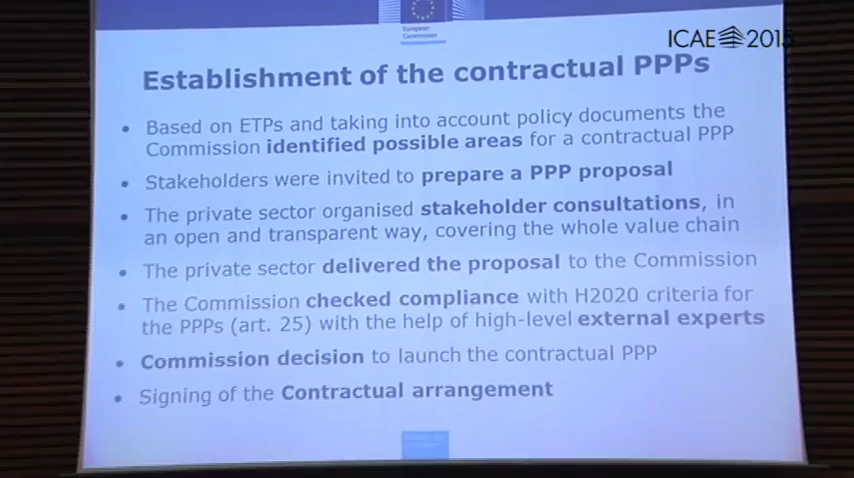 European
Commission
ICAE 2015
Establishment of the contractual PPPs
• Based on ETPs and taking into account policy documents the
Commission identified possible areas for a contractual PPP
• Stakeholders were invited to prepare a PPP proposal
• The private sector organised stakeholder consultations, in
an open and transparent way, covering the whole value chain
• The private sector delivered the proposal to the Commission
• The Commission checked compliance with H2020 criteria for
the PPPs (art. 25) with the help of high-level external experts
• Commission decision to launch the contractual PPP
• Signing of the Contractual arrangement